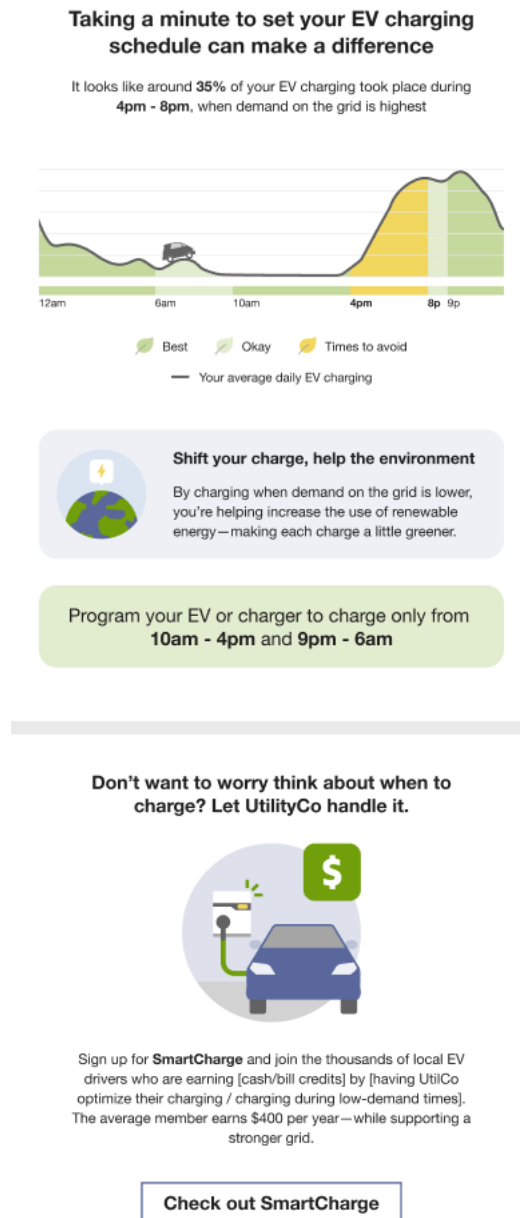 Taking a minute to set your EV charging
schedule can make a difference
It looks like around 35% of your EV charging took place during
4pm - 8pm, when demand on the grid is highest
12am 6am 10am 4pm 8p 9p
Best Okay Times to avoid
Your average daily EV charging
Shift your charge, help the environment
By charging when demand on the grid is lower,
you're helping increase the use of renewable
energy—making each charge a little greener.
Program your EV or charger to charge only from
10am - 4pm and 9pm - 6am
Don't want to worry think about when to
charge? Let UtilityCo handle it.
$
Sign up for SmartCharge and join the thousands of local EV
drivers who are earning [cash/bill credits] by [having UtilCo
optimize their charging / charging during low-demand times].
The average member earns $400 per year—while supporting a
stronger grid.
Check out SmartCharge